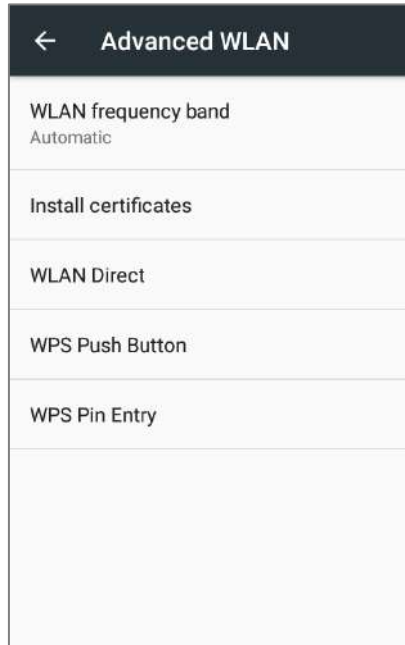 Advanced WLAN
WLAN frequency band
Automatic
Install certificates
WLAN Direct
WPS Push Button
WPS Pin Entry